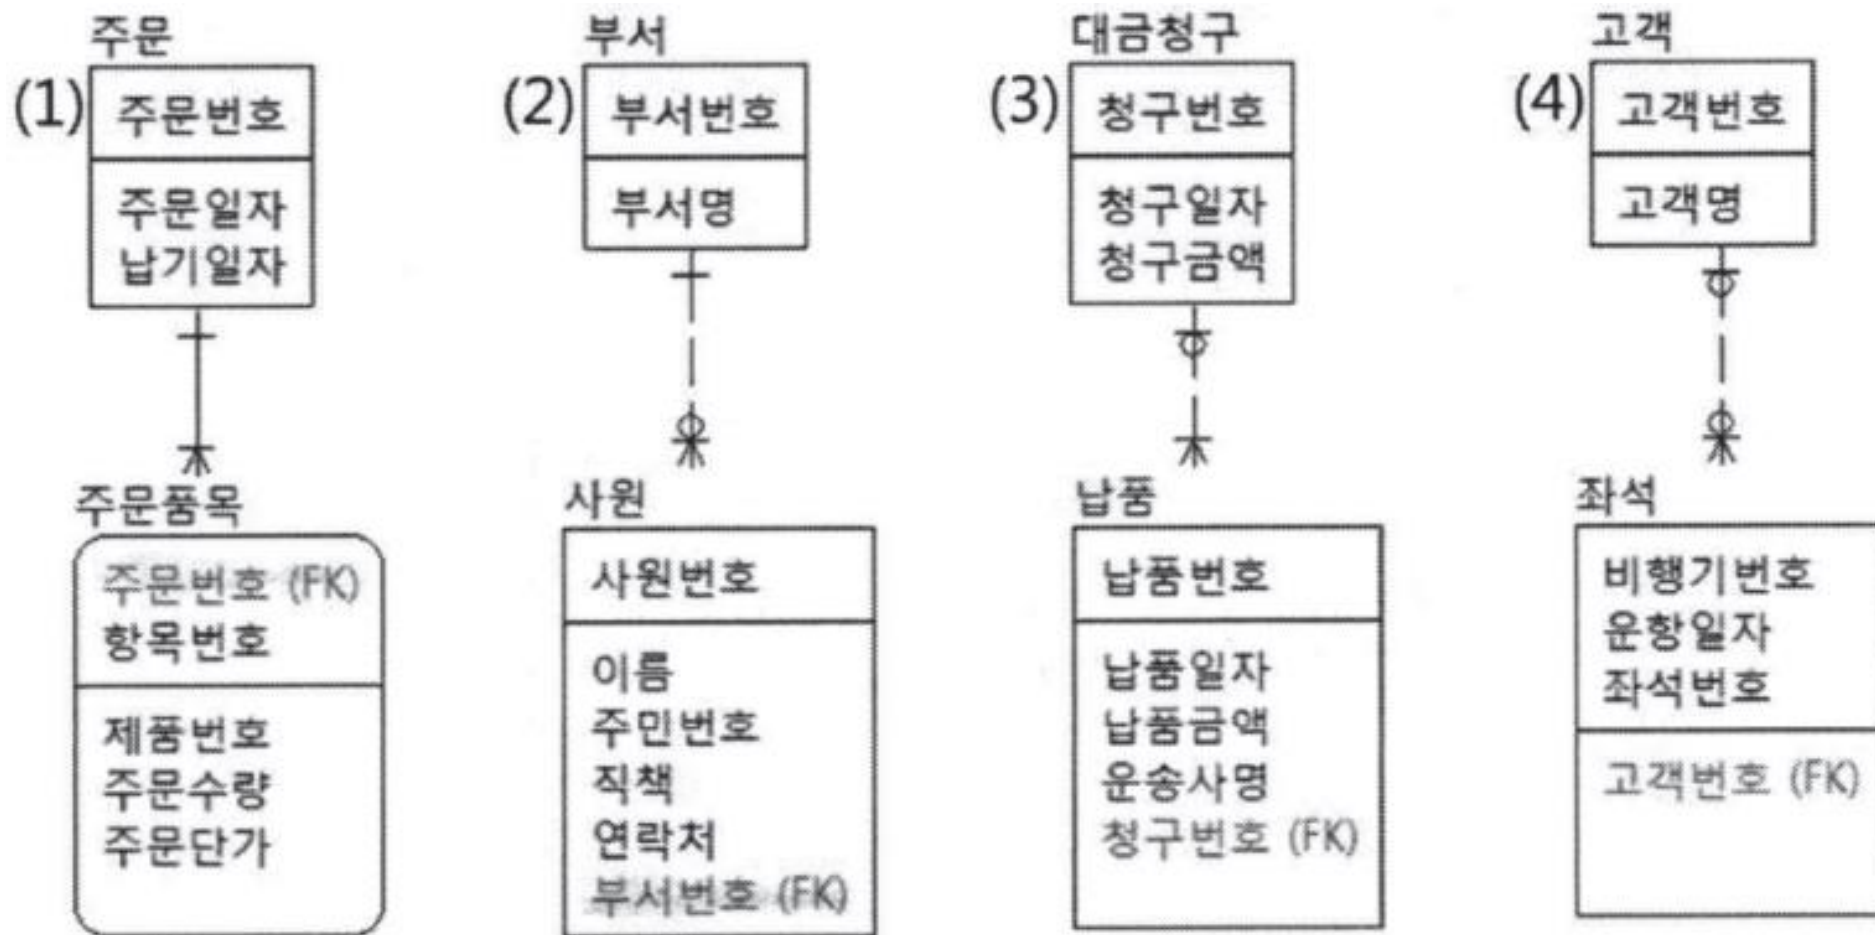 주문
(1)
주문번호
주문일자
납기일자
주문품목
주문번호 (FK)
항목번호
제품번호
주문수량
주문단가
부서
(2)
부서번호
부서명
사원
사원번호
이름
주민번호
직책
연락처
부서번호 (FK)
대금청구
(3)
청구번호
청구일자
청구금액
납품
납품번호
납품일자
납품금액
운송사명
청구번호 (FK)
고객
(4)
고객번호
고객명
좌석
비행기번호
운항일자
좌석번호
고객번호 (FK)